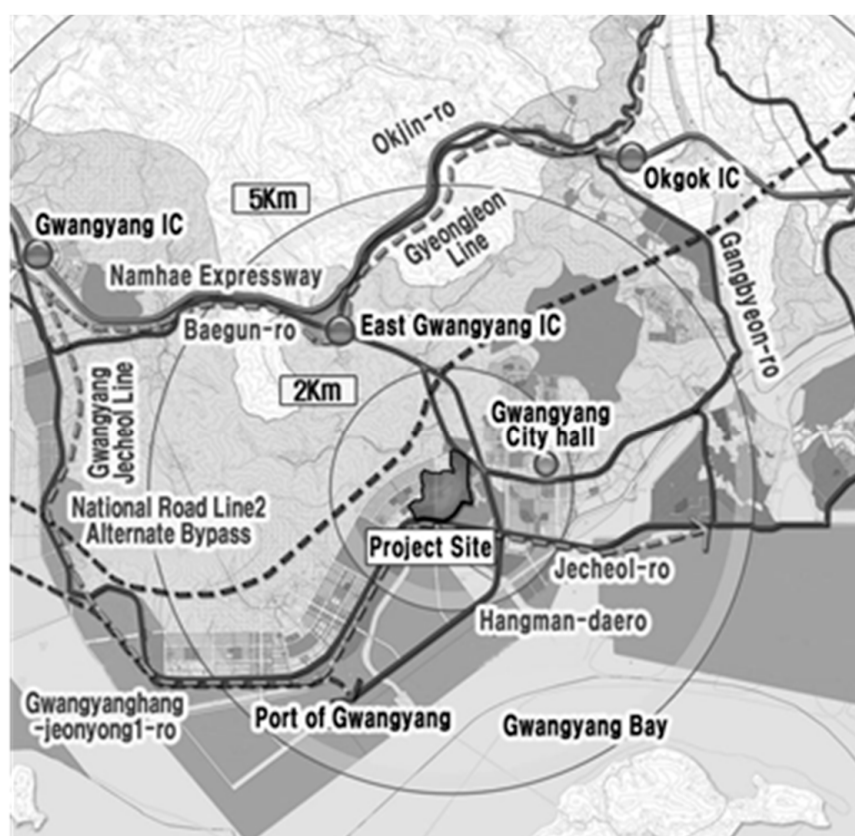 Okjin-ro
Okgok IC
5Km
Gwangyang IC
Gyeongjeon
Line
Gangbyeon-ro
Namhae Expressway
Baegun-ro
East Gwangyang IC
2Km
Gwangyang
Jecheol Line
Gwangyang
City hall
National Road Line2
Alternate Bypass
Project Site
Jecheol-ro
Hangman-daero
Gwangyanghang
-jeonyong1-ro
Port of Gwangyang
Gwangyang Bay